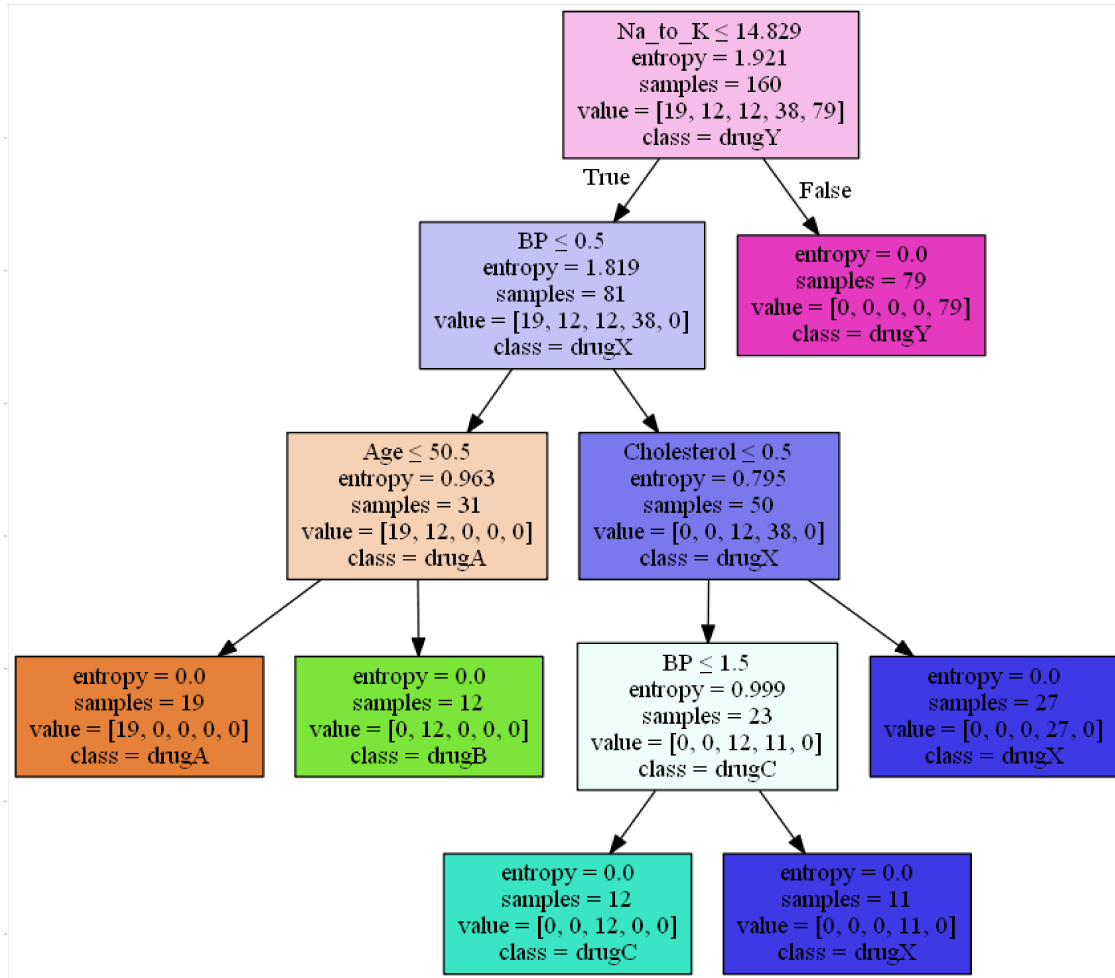 Na_to_K ≤ 14.829
entropy = 1.921
samples = 160
value = [19, 12, 12, 38, 79]
class = drugY
True
False
BP ≤ 0.5
entropy = 1.819
samples = 81
value = [19, 12, 12, 38, 0]
class = drugX
entropy = 0.0
samples = 79
value = [0, 0, 0, 0, 79]
class = drugY
Age ≤ 50.5
entropy = 0.963
samples = 31
value = [19, 12, 0, 0, 0]
class = drugA
Cholesterol ≤ 0.5
entropy = 0.795
samples = 50
value = [0, 0, 12, 38, 0]
class = drugX
entropy = 0.0
samples = 19
value = [19, 0, 0, 0, 0]
class = drugA
entropy = 0.0
samples = 12
value = [0, 12, 0, 0, 0]
class = drugB
BP ≤ 1.5
entropy = 0.999
samples = 23
value = [0, 0, 12, 11, 0]
class = drugC
entropy = 0.0
samples = 27
value = [0, 0, 0, 27, 0]
class = drugX
entropy = 0.0
samples = 12
value = [0, 0, 12, 0, 0]
class = drugC
entropy = 0.0
samples = 11
value = [0, 0, 0, 11, 0]
class = drugX